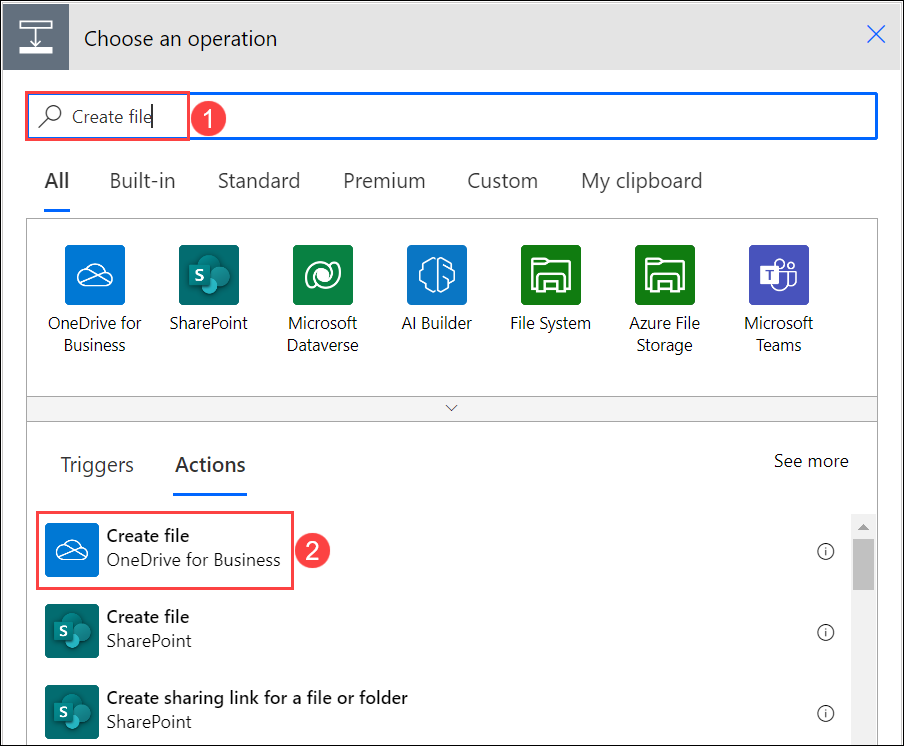 Choose an operation
Create file
1
All Built-in Standard Premium Custom My clipboard
OneDrive for Business
SharePoint
Microsoft Dataverse
AI Builder
File System
Azure File Storage
Microsoft Teams
Triggers Actions See more
Create file
OneDrive for Business
2
Create file
SharePoint
Create sharing link for a file or folder
SharePoint